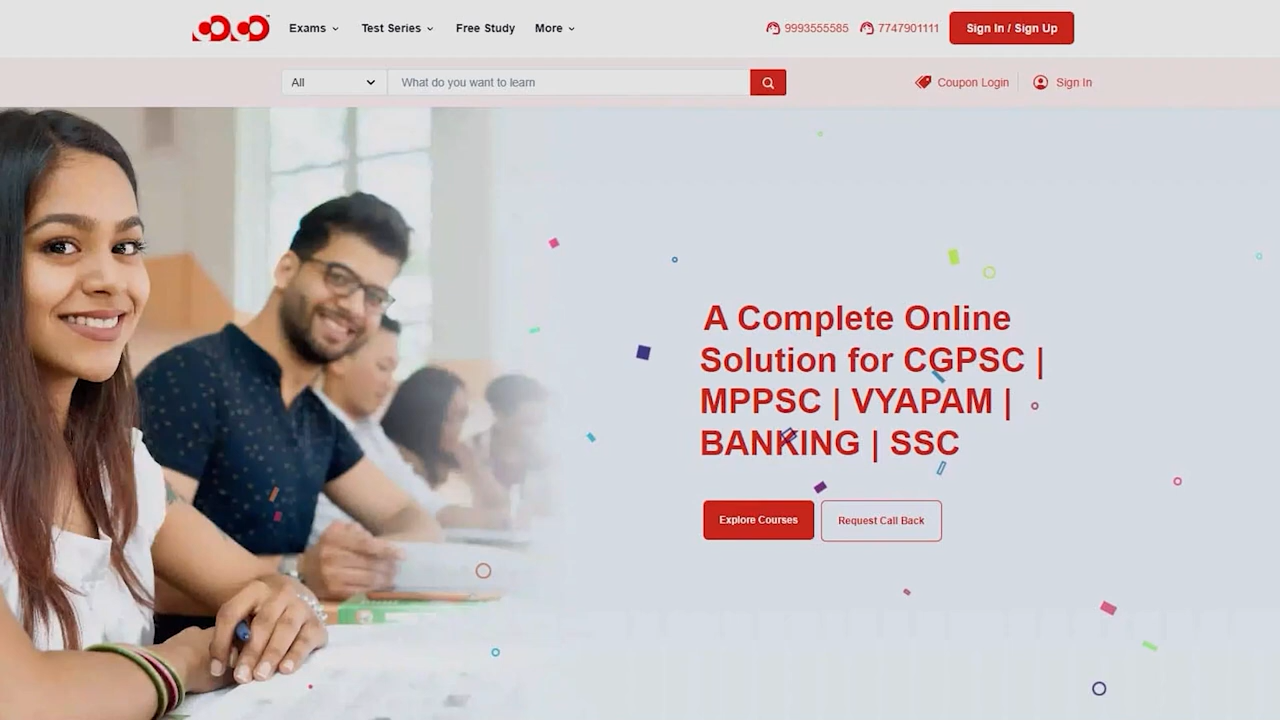 Exams
Test Series
Free Study
More
9993555585
7747901111
Sign In / Sign Up
All
What do you want to learn
Coupon Login
Sign In
A Complete Online
Solution for CGPSC |
MPPSC | VYAPAM |
BANKING | SSC
Explore Courses
Request Call Back